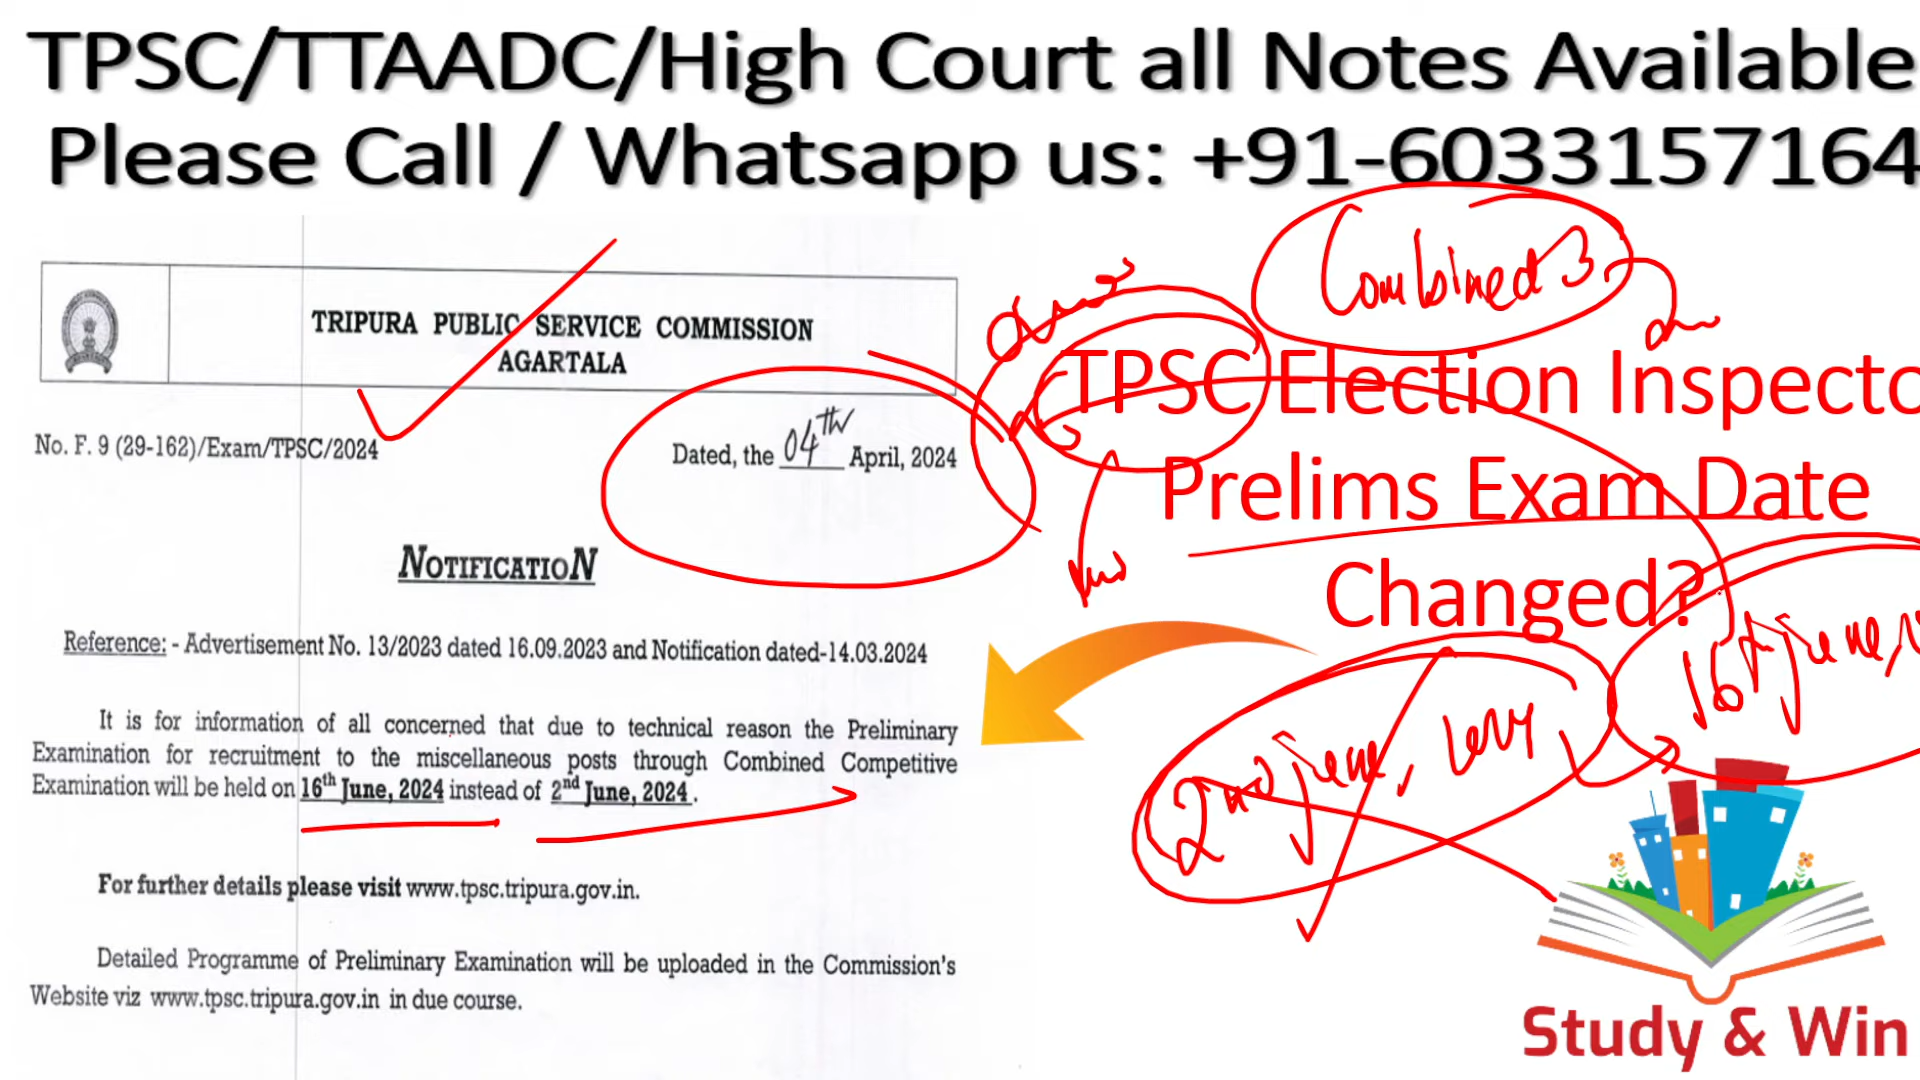 TPSC/TTAADC/High Court all Notes Available
Please Call / Whatsapp us: +91-6033157164
TRIPURA PUBLIC SERVICE COMMISSION
AGARTALA
No. F. 9 (29-162)/Exam/TPSC/2024
Dated, the 04th April, 2024
NOTIFICATION
Reference: - Advertisement No. 13/2023 dated 16.09.2023 and Notification dated-14.03.2024
It is for information of all concerned that due to technical reason the Preliminary
Examination for recruitment to the miscellaneous posts through Combined Competitive
Examination will be held on 16th June, 2024 instead of 2nd June, 2024.
For further details please visit www.tpsc.tripura.gov.in.
Detailed Programme of Preliminary Examination will be uploaded in the Commission's
Website viz www.tpsc.tripura.gov.in in due course.
Combined
TPSC Election Inspecto
Prelims Exam Date
Changed?
16th june,
2nd june,
Study & Win